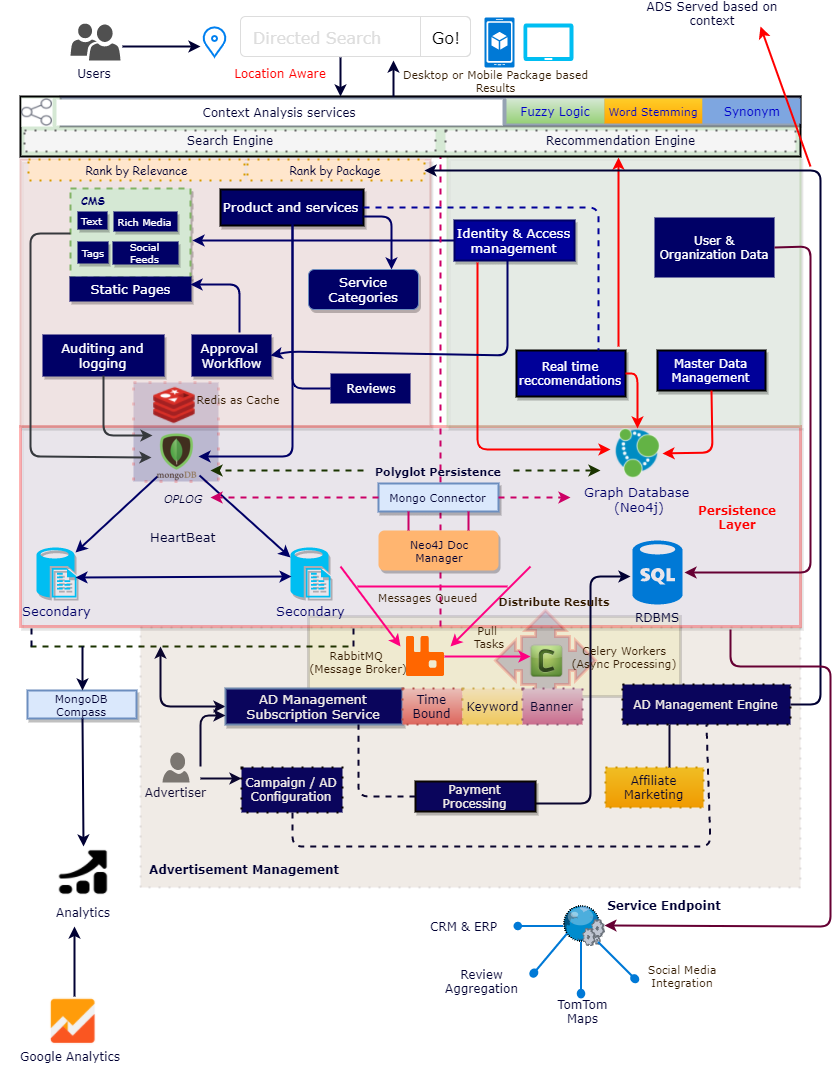 ADS Served based on
context
Directed Search
Go!
Users
Location Aware
Desktop or Mobile Package based
Results
Context Analysis services
Fuzzy Logic
Word Stemming
Synonym
Search Engine
Recommendation Engine
Rank by Relevance
Rank by Package
CMS
Text
Rich Media
Tags
Social
Feeds
Product and services
Identity & Access
management
User &
Organization Data
Static Pages
Service
Categories
Auditing and
logging
Approval
Workflow
Real time
reccomendations
Master Data
Management
Reviews
Redis as Cache
mongoDB
Polyglot Persistence
OPLOG
Mongo Connector
Graph Database
(Neo4j)
Persistence
Layer
HeartBeat
Neo4J Doc
Manager
SQL
Secondary
Secondary
Messages Queued
Distribute Results
RDBMS
Pull
Tasks
RabbitMQ
(Message Broker)
C
Celery Workers
(Async Processing)
MongoDB
Compass
AD Management
Subscription Service
Time
Bound
Keyword
Banner
AD Management Engine
Advertiser
Campaign / AD
Configuration
Payment
Processing
Affiliate
Marketing
Advertisement Management
Analytics
Service Endpoint
CRM & ERP
Review
Aggregation
TomTom
Maps
Social Media
Integration
Google Analytics